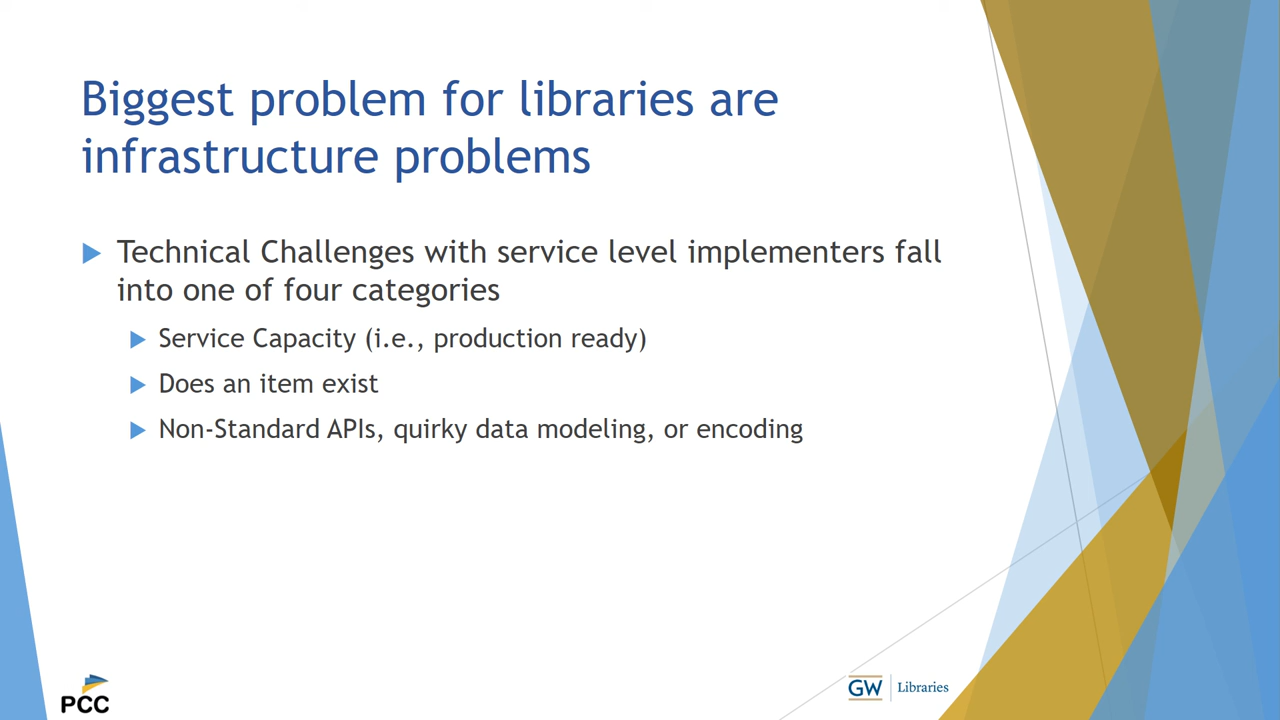 Biggest problem for libraries are
infrastructure problems
Technical Challenges with service level implementers fall
into one of four categories
Service Capacity (i.e., production ready)
Does an item exist
Non-Standard APIs, quirky data modeling, or encoding
PCC
GW Libraries